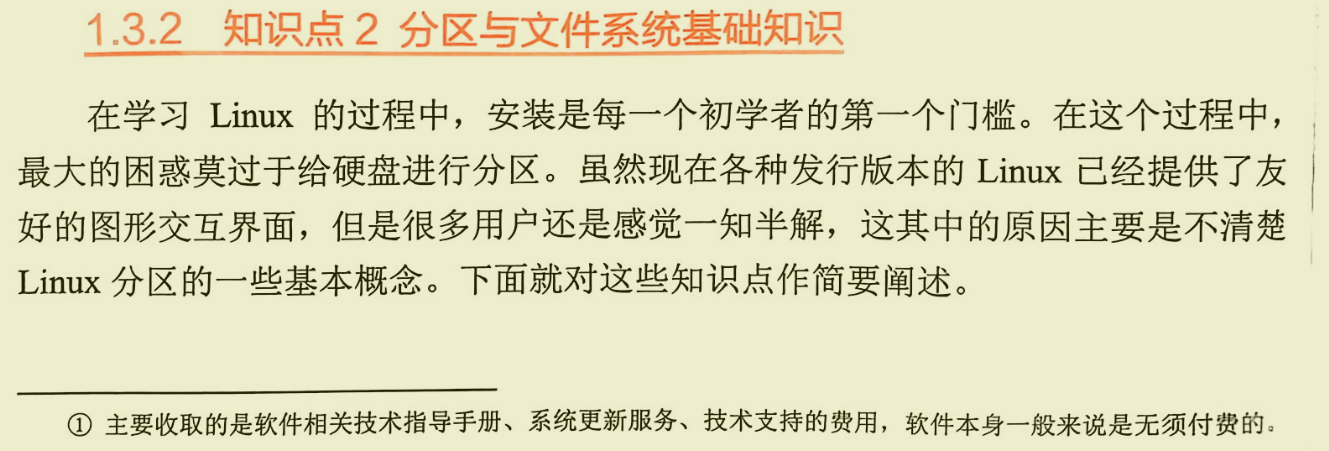 1.3.2 知识点 2 分区与文件系统基础知识
在学习 Linux 的过程中，安装是每一个初学者的第一个门槛。在这个过程中，
最大的困惑莫过于给硬盘进行分区。虽然现在各种发行版本的 Linux 已经提供了友
好的图形交互界面，但是很多用户还是感觉一知半解，这其中的原因主要是不清楚
Linux 分区的一些基本概念。下面就对这些知识点作简要阐述。
① 主要收取的是软件相关技术指导手册、系统更新服务、技术支持的费用，软件本身一般来说是无须付费的。